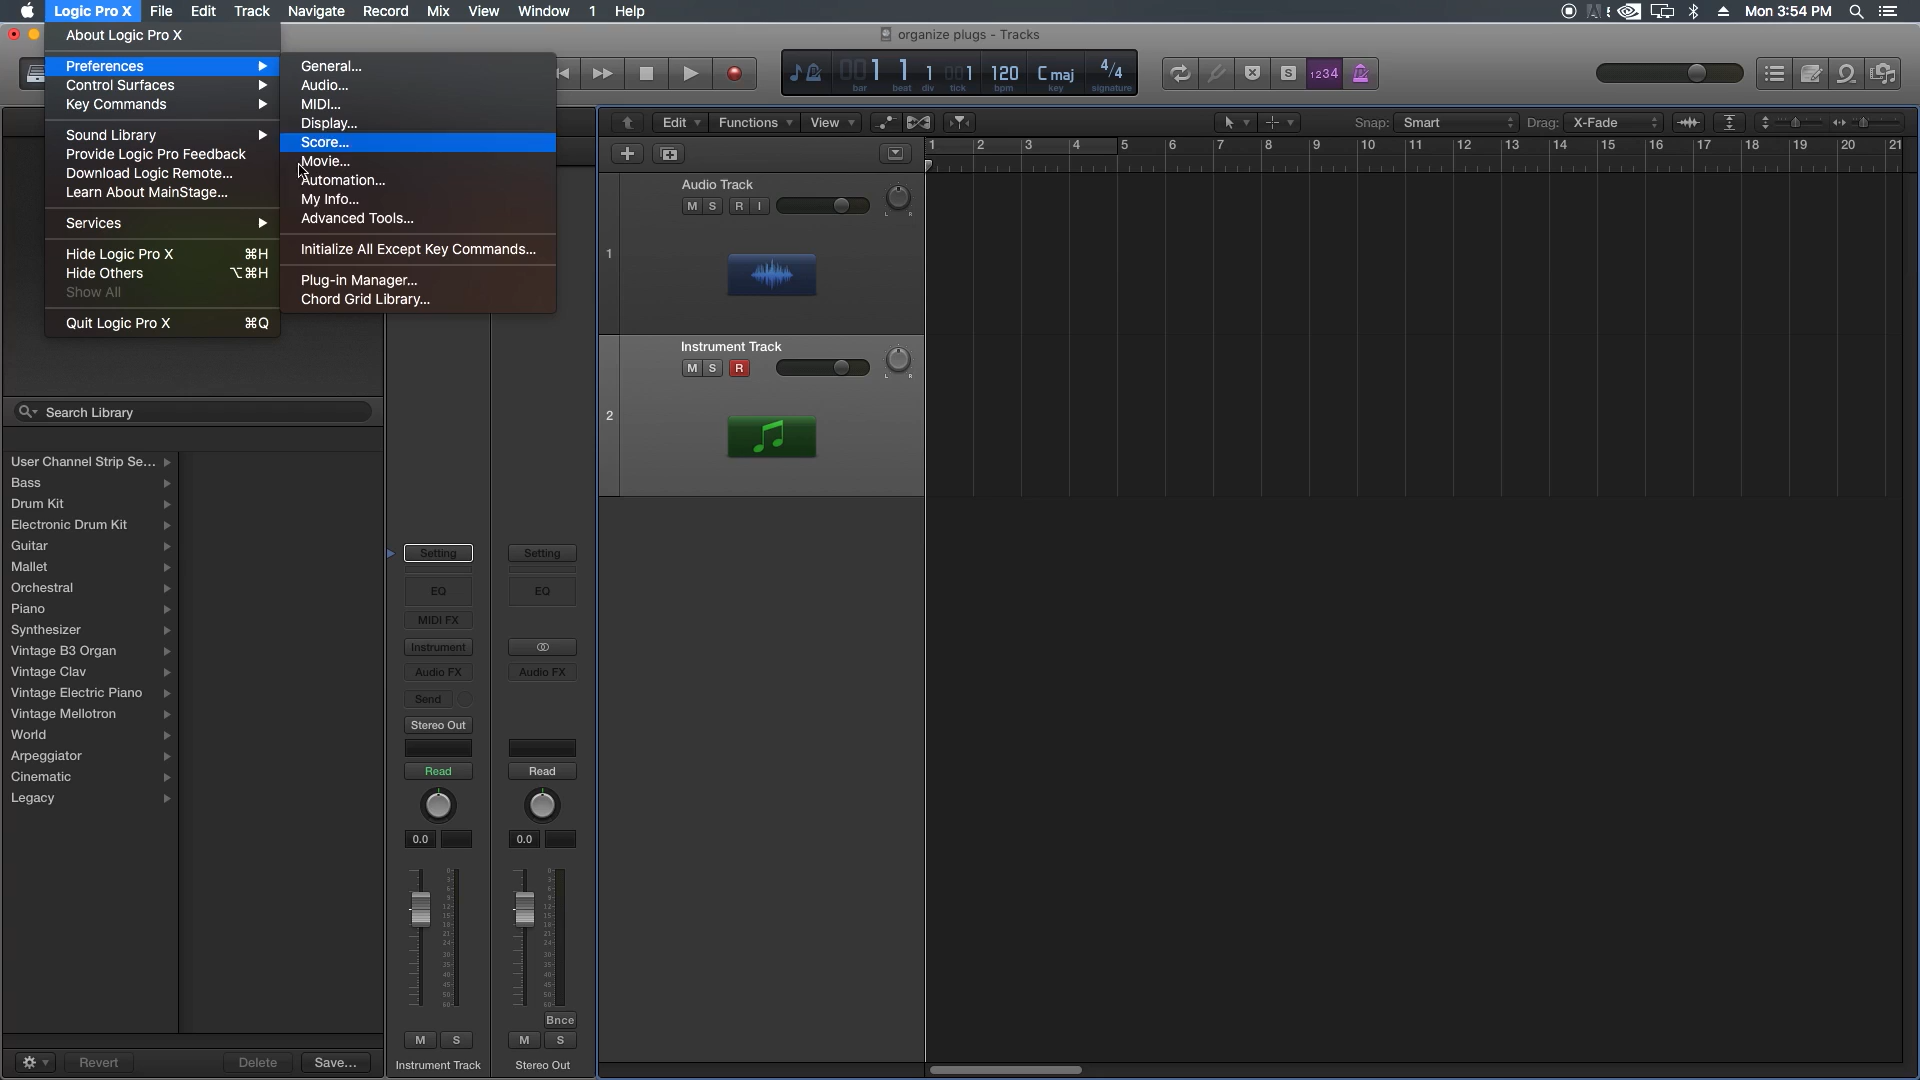 Logic Pro X File Edit Track Navigate Record Mix View Window 1 Help
Mon 3:54 PM
organize plugs - Tracks
About Logic Pro X
Preferences
Control Surfaces
Key Commands
Sound Library
Provide Logic Pro Feedback
Download Logic Remote...
Learn About MainStage...
Services
Hide Logic Pro X ⌘H
Hide Others ⌥⌘H
Show All
Quit Logic Pro X ⌘Q
General...
Audio...
MIDI...
Display...
Score...
Movie...
Automation...
My Info...
Advanced Tools...
Initialize All Except Key Commands...
Plug-in Manager...
Chord Grid Library...
001 1 1 001 120 C maj 4/4
bar beat div tick bpm key signature
S 1234
Edit Functions View
Snap: Smart Drag: X-Fade
1 2 3 4 5 6 7 8 9 10 11 12 13 14 15 16 17 18 19 20 21
Audio Track
M S R I
L R
1
Instrument Track
M S R
L R
2
Search Library
User Channel Strip Se...
Bass
Drum Kit
Electronic Drum Kit
Guitar
Mallet
Orchestral
Piano
Synthesizer
Vintage B3 Organ
Vintage Clav
Vintage Electric Piano
Vintage Mellotron
World
Arpeggiator
Cinematic
Legacy
Revert Delete Save...
Setting Setting
EQ EQ
MIDI FX
Instrument
Audio FX Audio FX
Send
Stereo Out
Read Read
0.0 0.0
Bnce
M S M S
Instrument Track Stereo Out